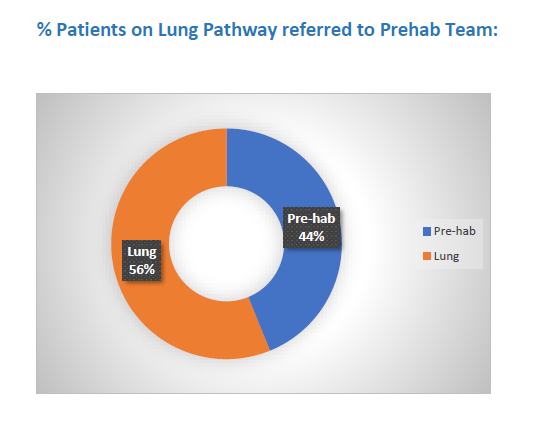 % Patients on Lung Pathway referred to Prehab Team:
Pre-hab
44%
Lung
56%
Pre-hab
Lung